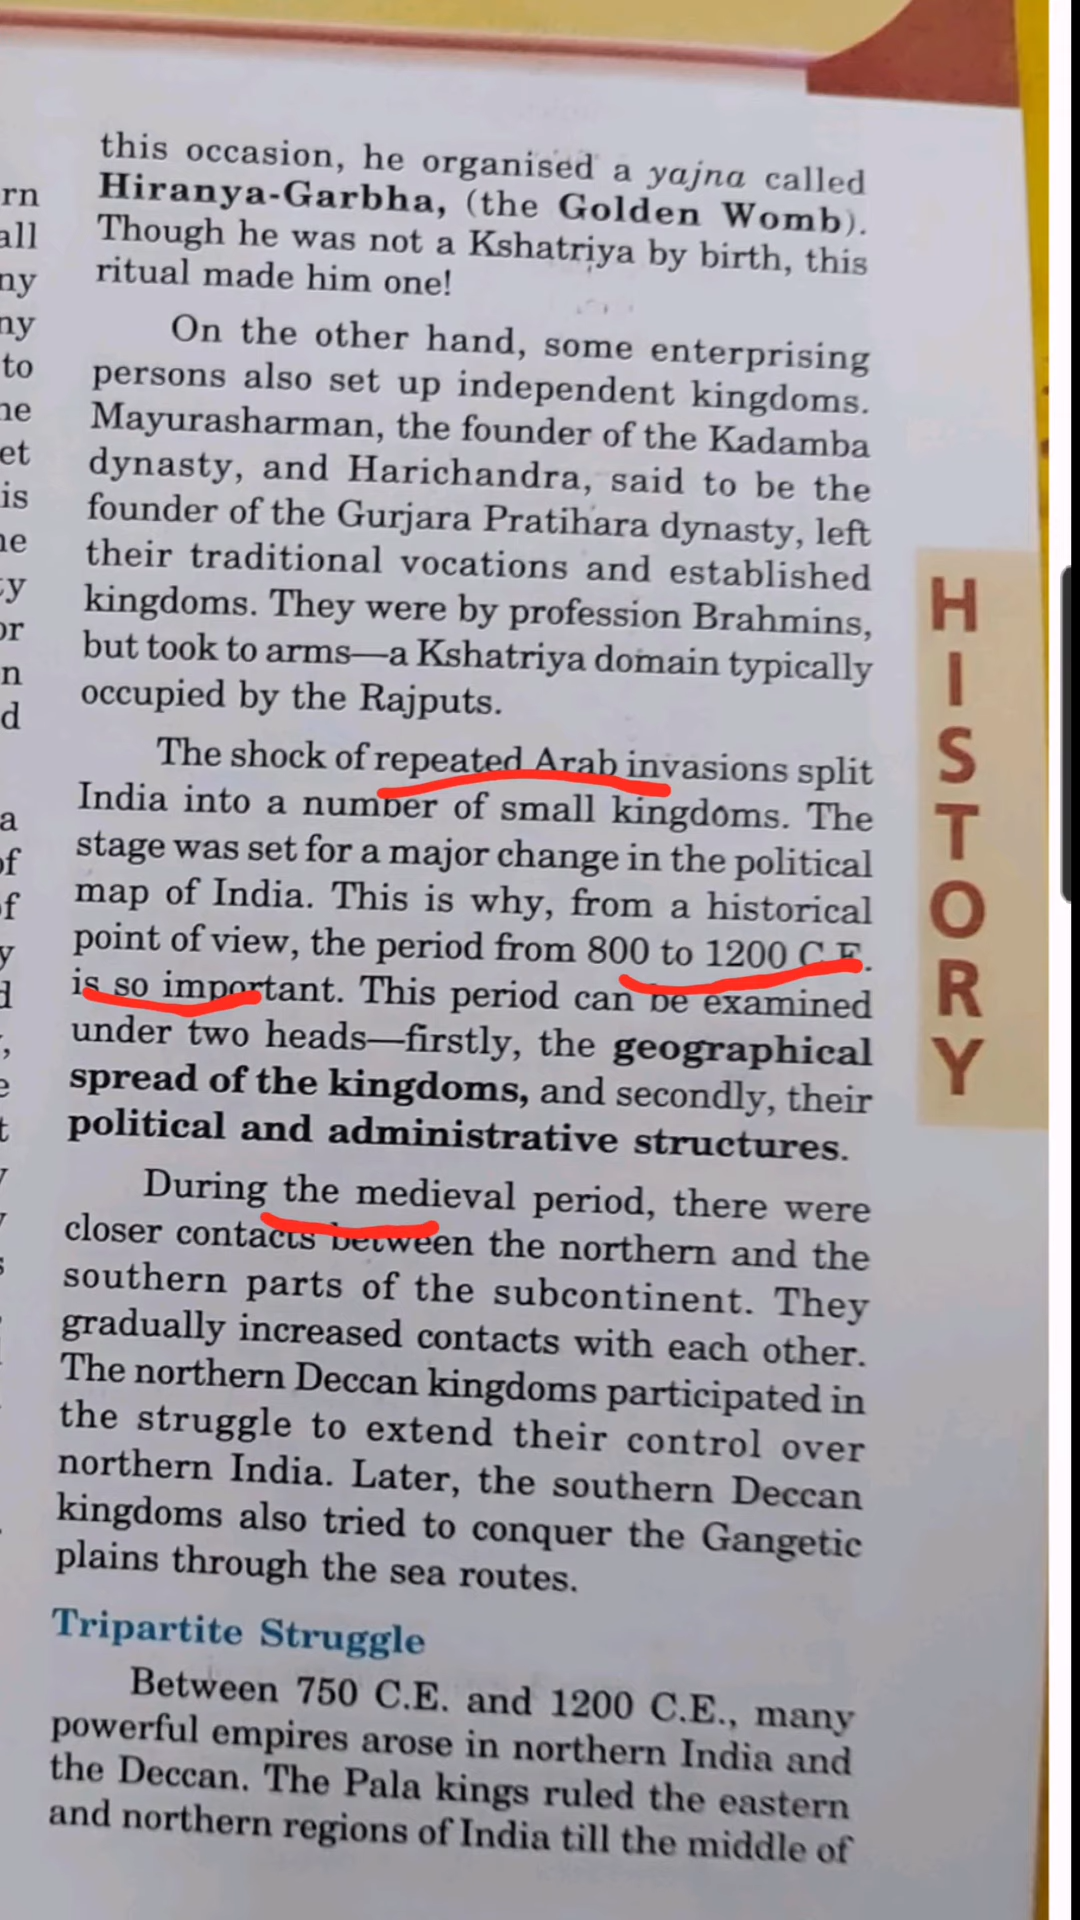 this occasion, he organised a yajna called
Hiranya-Garbha, (the Golden Womb).
Though he was not a Kshatriya by birth, this
ritual made him one!
On the other hand, some enterprising
persons also set up independent kingdoms.
Mayurasharman, the founder of the Kadamba
dynasty, and Harichandra, said to be the
founder of the Gurjara Pratihara dynasty, left
their traditional vocations and established
kingdoms. They were by profession Brahmins,
but took to arms—a Kshatriya domain typically
occupied by the Rajputs.
The shock of repeated Arab invasions split
India into a number of small kingdoms. The
stage was set for a major change in the political
map of India. This is why, from a historical
point of view, the period from 800 to 1200 C.E.
is so important. This period can be examined
under two heads—firstly, the geographical
spread of the kingdoms, and secondly, their
political and administrative structures.
During the medieval period, there were
closer contacts between the northern and the
southern parts of the subcontinent. They
gradually increased contacts with each other.
The northern Deccan kingdoms participated in
the struggle to extend their control over
northern India. Later, the southern Deccan
kingdoms also tried to conquer the Gangetic
plains through the sea routes.
Tripartite Struggle
Between 750 C.E. and 1200 C.E., many
powerful empires arose in northern India and
the Deccan. The Pala kings ruled the eastern
and northern regions of India till the middle of
HISTORY